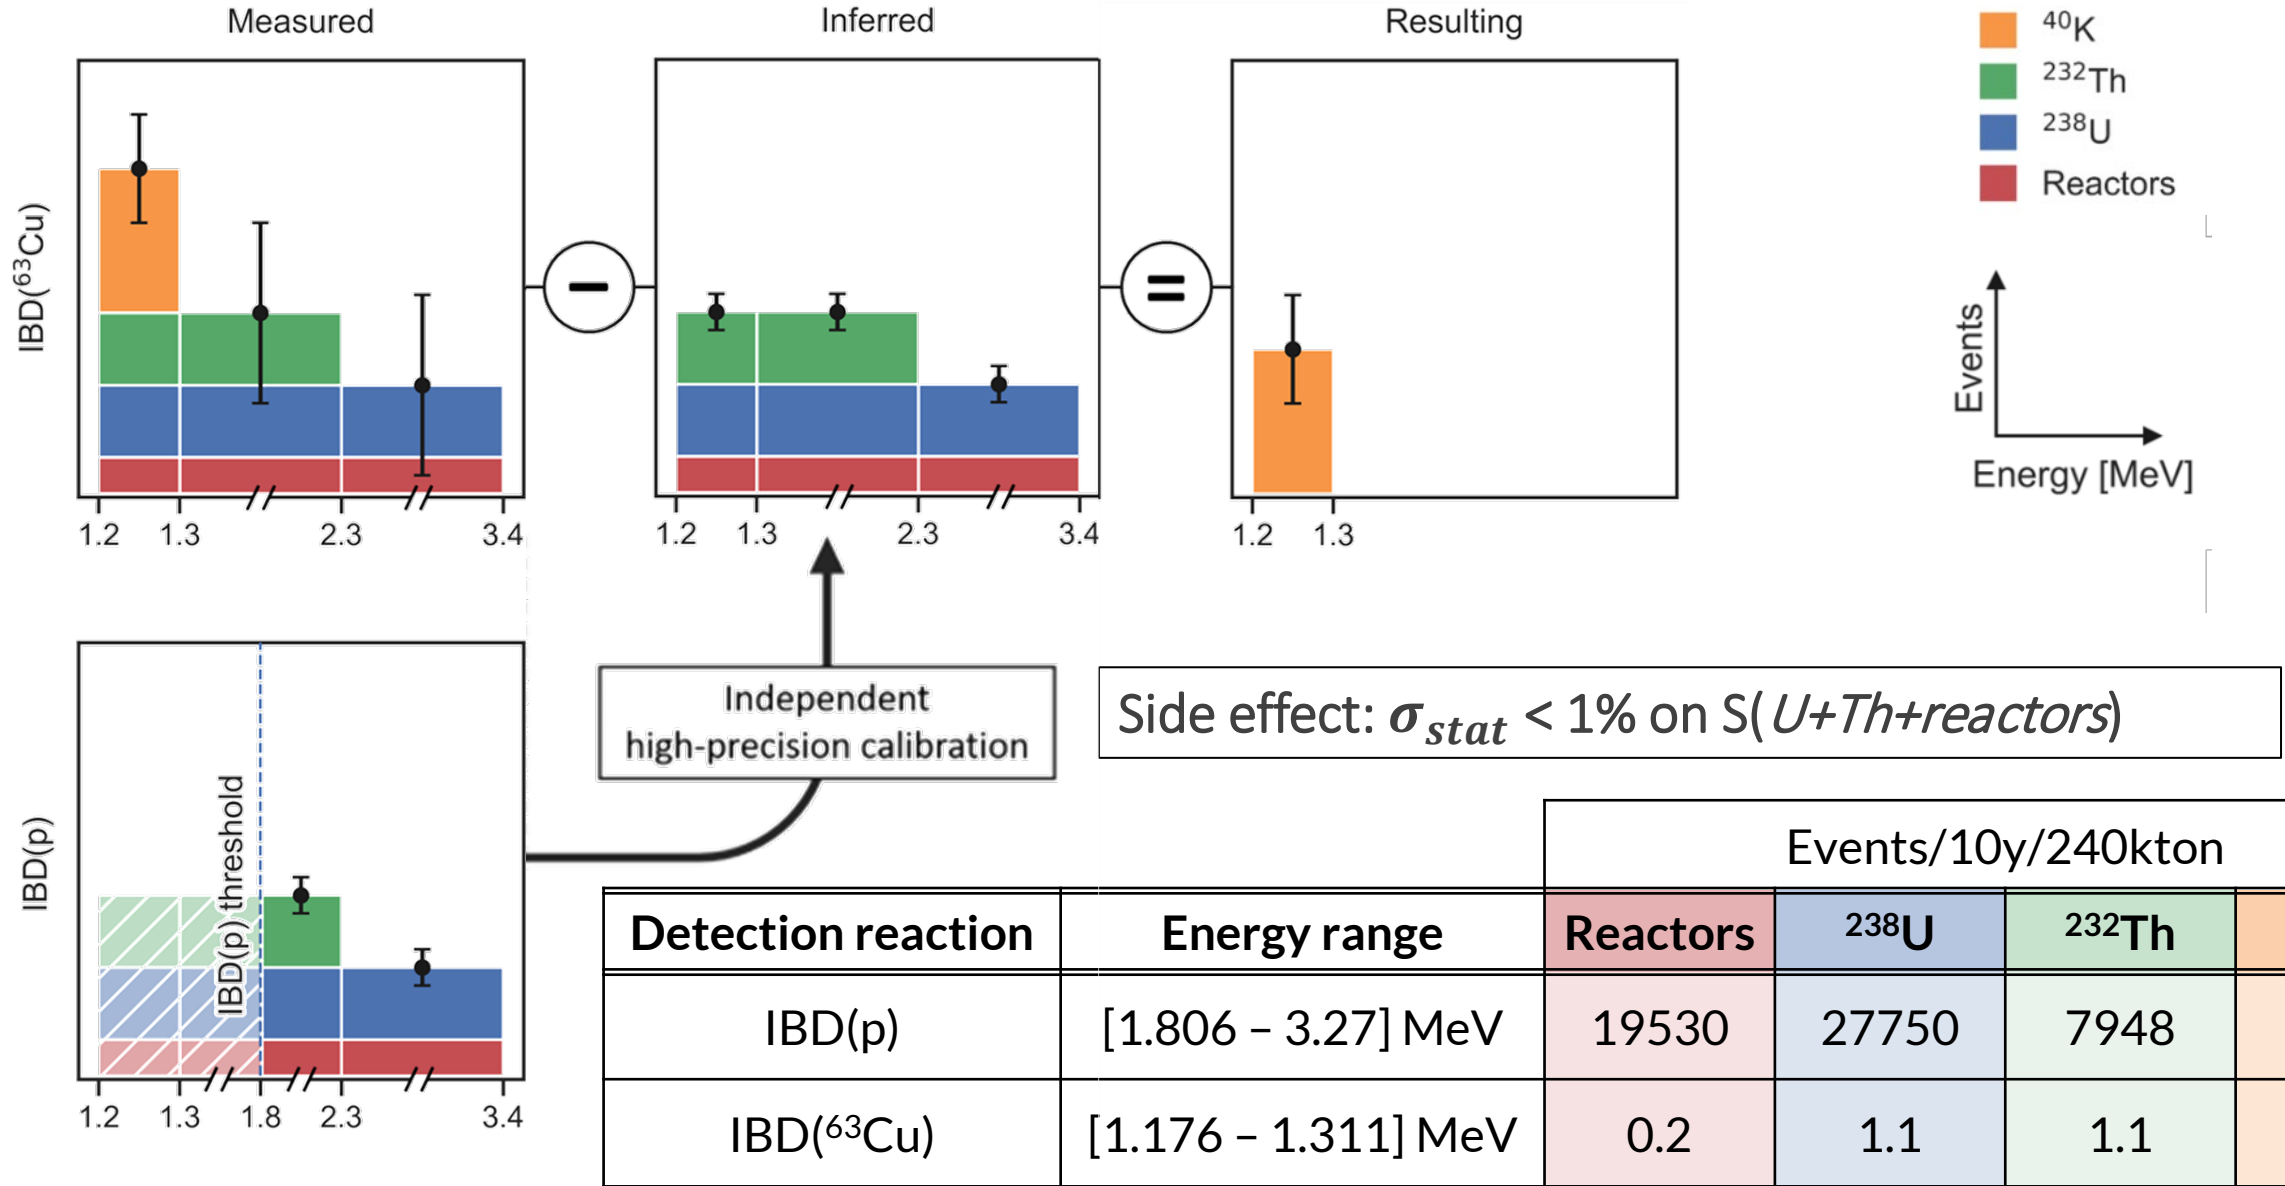 Measured
Inferred
Resulting
⁴⁰K
²³²Th
²³⁸U
Reactors
IBD(⁶³Cu)
−
=
1.2 1.3 2.3 3.4
1.2 1.3 2.3 3.4
1.2 1.3
Events
Energy [MeV]
Independent
high-precision calibration
Side effect: σ_stat < 1% on S(U+Th+reactors)
IBD(p)
IBD(p) threshold
1.2 1.3 1.8 2.3 3.4
Events/10y/240kton
Detection reaction Energy range Reactors ²³⁸U ²³²Th
IBD(p) [1.806 – 3.27] MeV 19530 27750 7948
IBD(⁶³Cu) [1.176 – 1.311] MeV 0.2 1.1 1.1